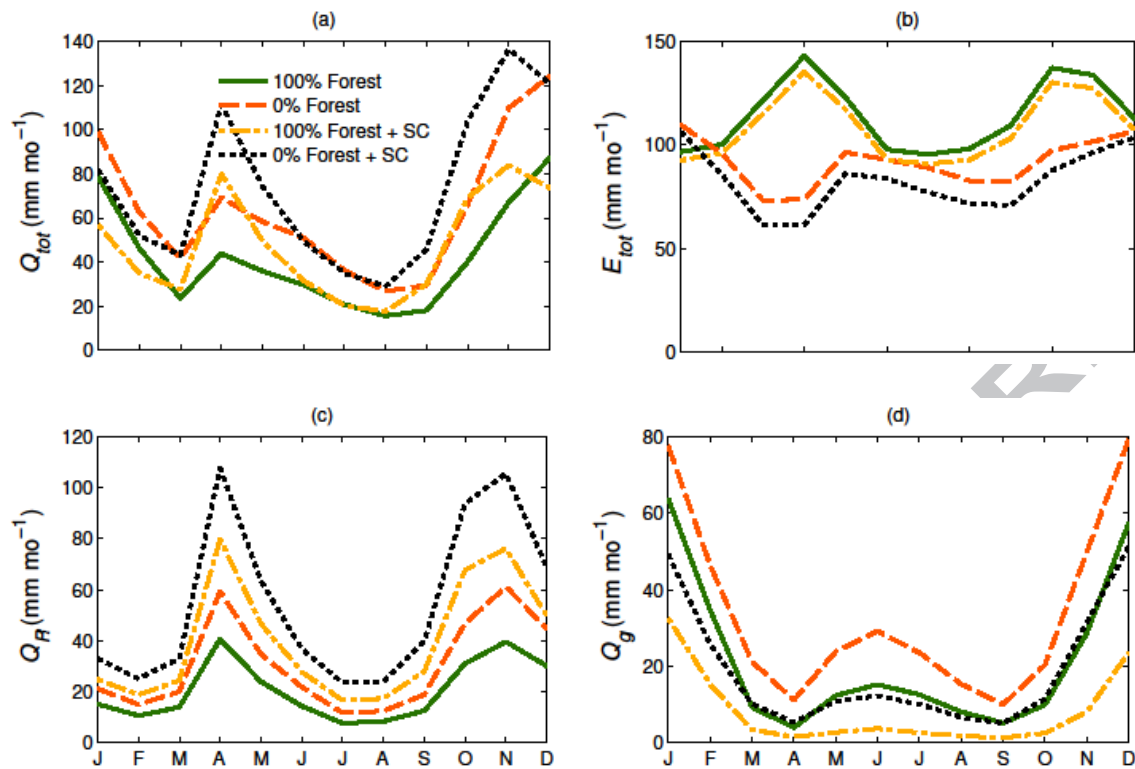 (a)
140
120
100
80
60
40
20
0
Q_tot (mm mo⁻¹)
100% Forest
0% Forest
100% Forest + SC
0% Forest + SC
J F M A M J J A S O N D
(b)
150
100
50
0
E_tot (mm mo⁻¹)
(c)
120
100
80
60
40
20
0
Q_R (mm mo⁻¹)
J F M A M J J A S O N D
(d)
80
60
40
20
0
Q_g (mm mo⁻¹)
J F M A M J J A S O N D